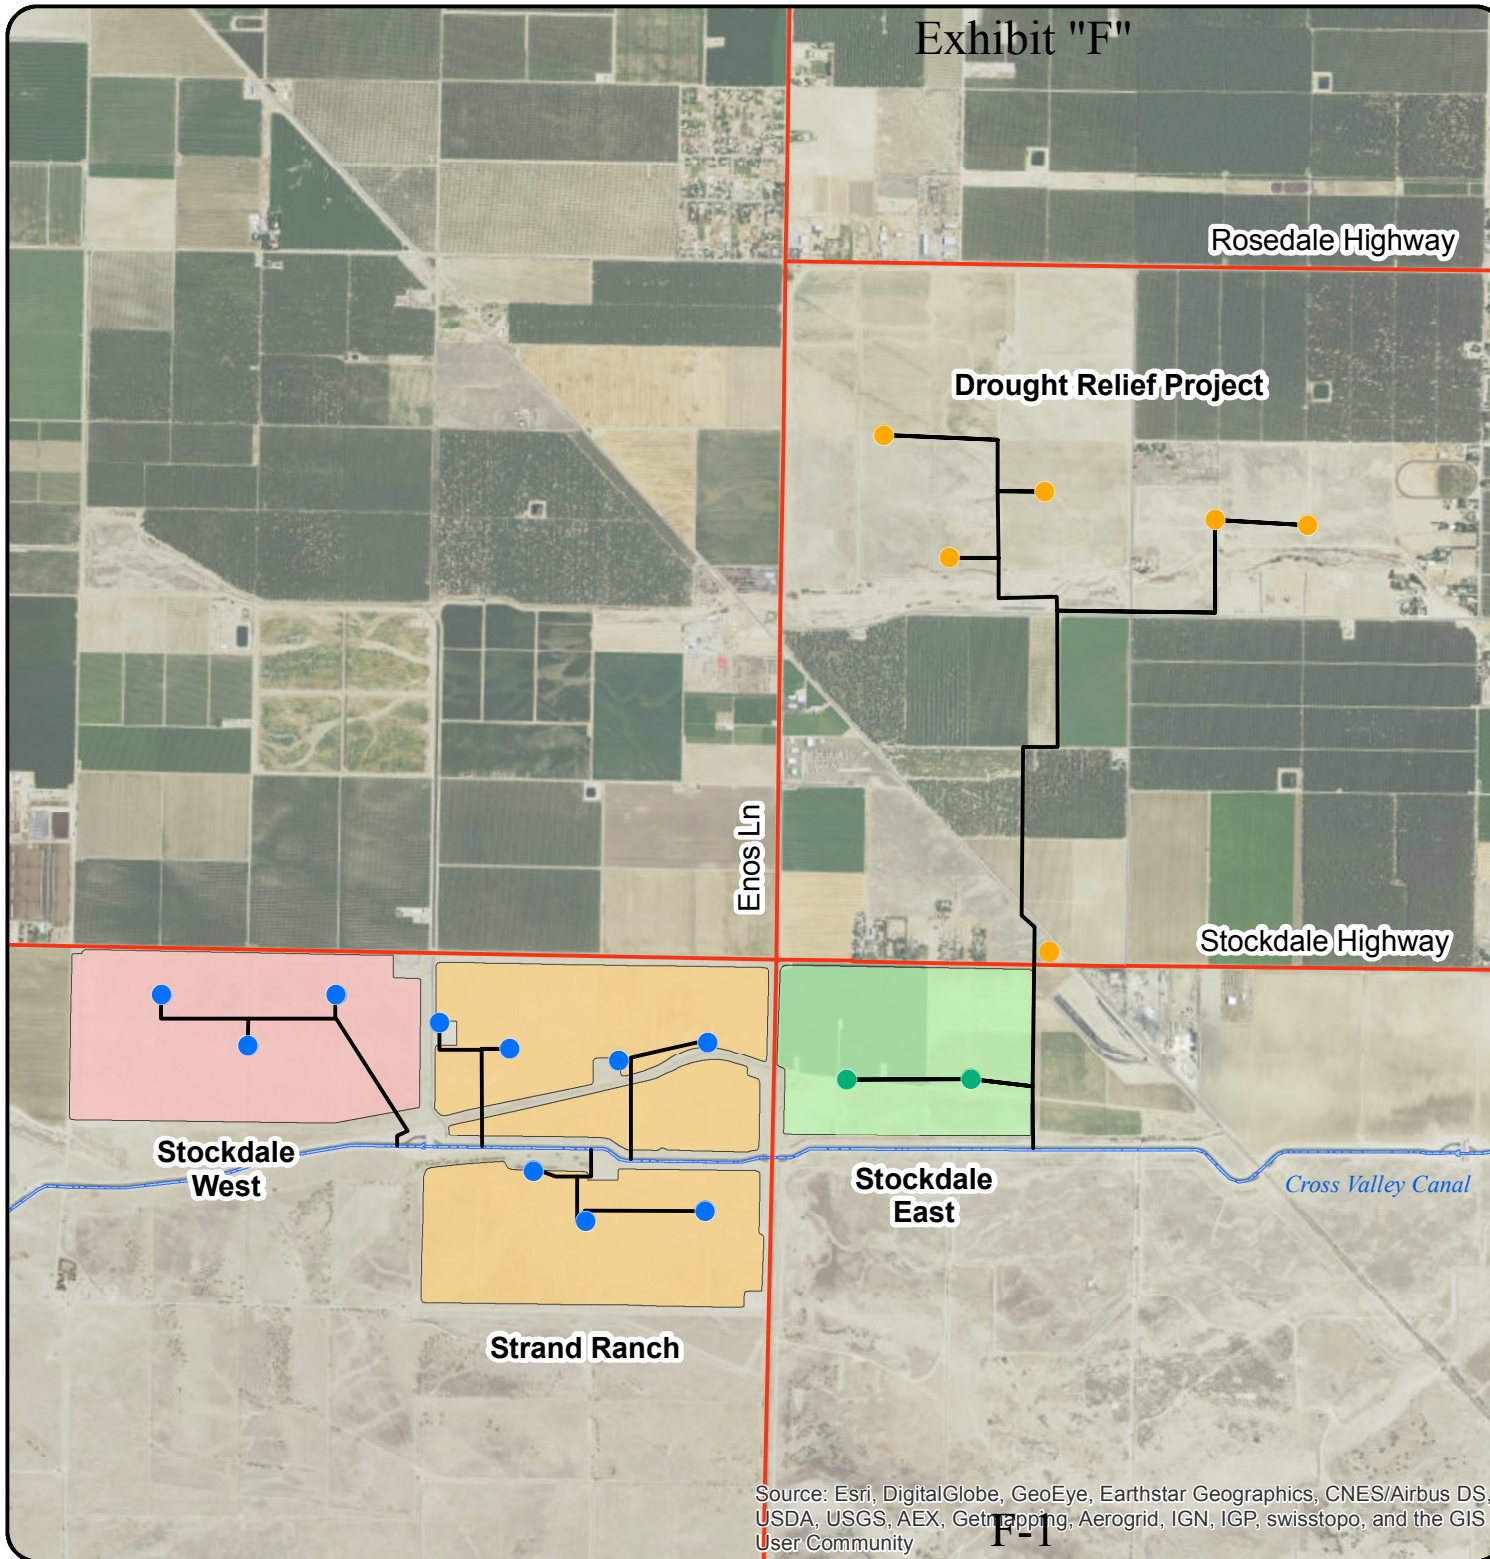 Exhibit "F"
Rosedale Highway
Drought Relief Project
Enos Ln
Stockdale Highway
Stockdale
West
Stockdale
East
Cross Valley Canal
Strand Ranch
Source: Esri, DigitalGlobe, GeoEye, Earthstar Geographics, CNES/Airbus DS,
USDA, USGS, AEX, Getmapping, Aerogrid, IGN, IGP, swisstopo, and the GIS
User Community
F-1